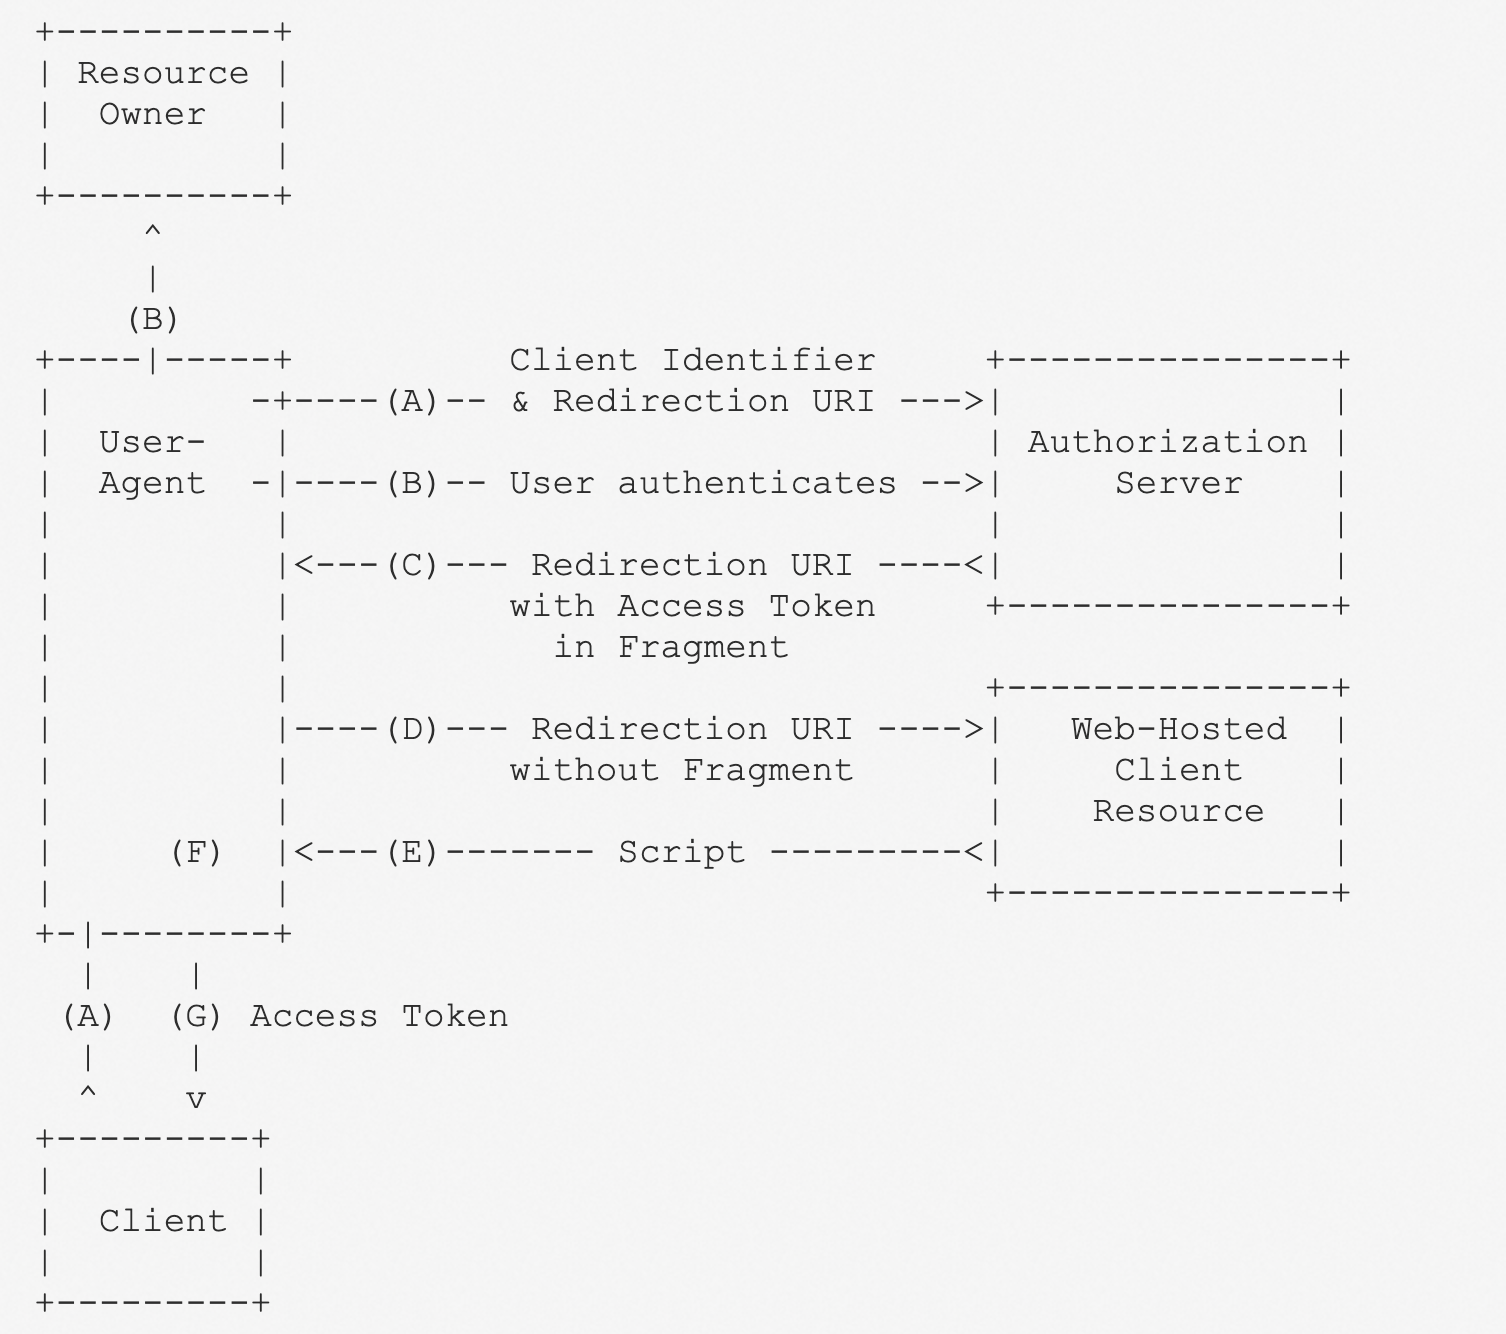 +----------+
| Resource |
|  Owner   |
|          |
+----------+
     ^
     |
    (B)
+----|-----+          Client Identifier     +---------------+
|         -+----(A)-- & Redirection URI --->|               |
|  User-   |                                | Authorization |
|  Agent  -|----(B)-- User authenticates -->|     Server    |
|          |                                |               |
|          |<---(C)--- Redirection URI ----<|               |
|          |          with Access Token     +---------------+
|          |            in Fragment
|          |                                +---------------+
|          |----(D)--- Redirection URI ---->|   Web-Hosted  |
|          |          without Fragment      |     Client    |
|          |                                |    Resource   |
|     (F)  |<---(E)------- Script ---------<|               |
|          |                                +---------------+
+-|--------+
  |    |
 (A)  (G) Access Token
  |    |
  ^    v
+---------+
|         |
|  Client |
|         |
+---------+